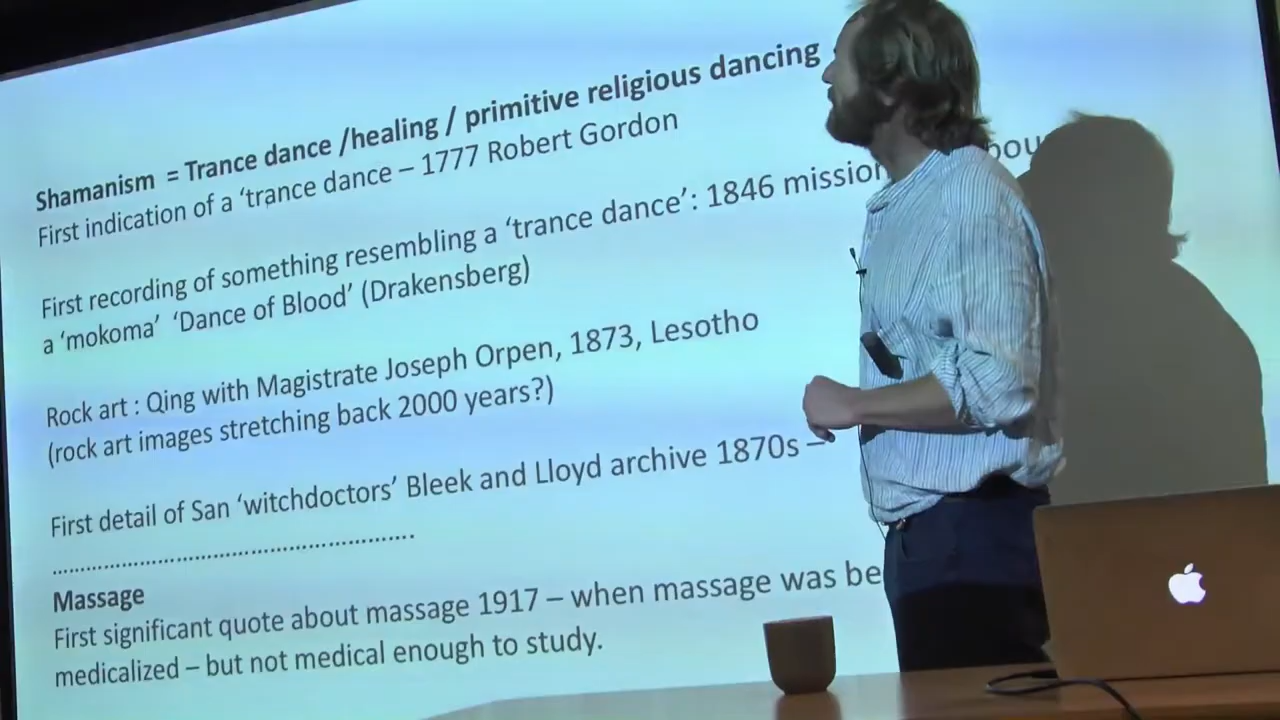 Shamanism = Trance dance /healing / primitive religious dancing
First indication of a ‘trance dance – 1777 Robert Gordon
First recording of something resembling a ‘trance dance’: 1846
a ‘mokoma’ ‘Dance of Blood’ (Drakensberg)
Rock art : Qing with Magistrate Joseph Orpen, 1873, Lesotho
(rock art images stretching back 2000 years?)
First detail of San ‘witchdoctors’ Bleek and Lloyd archive 1870s –
……………………………………….
Massage
First significant quote about massage 1917 – when massage was
medicalized – but not medical enough to study.